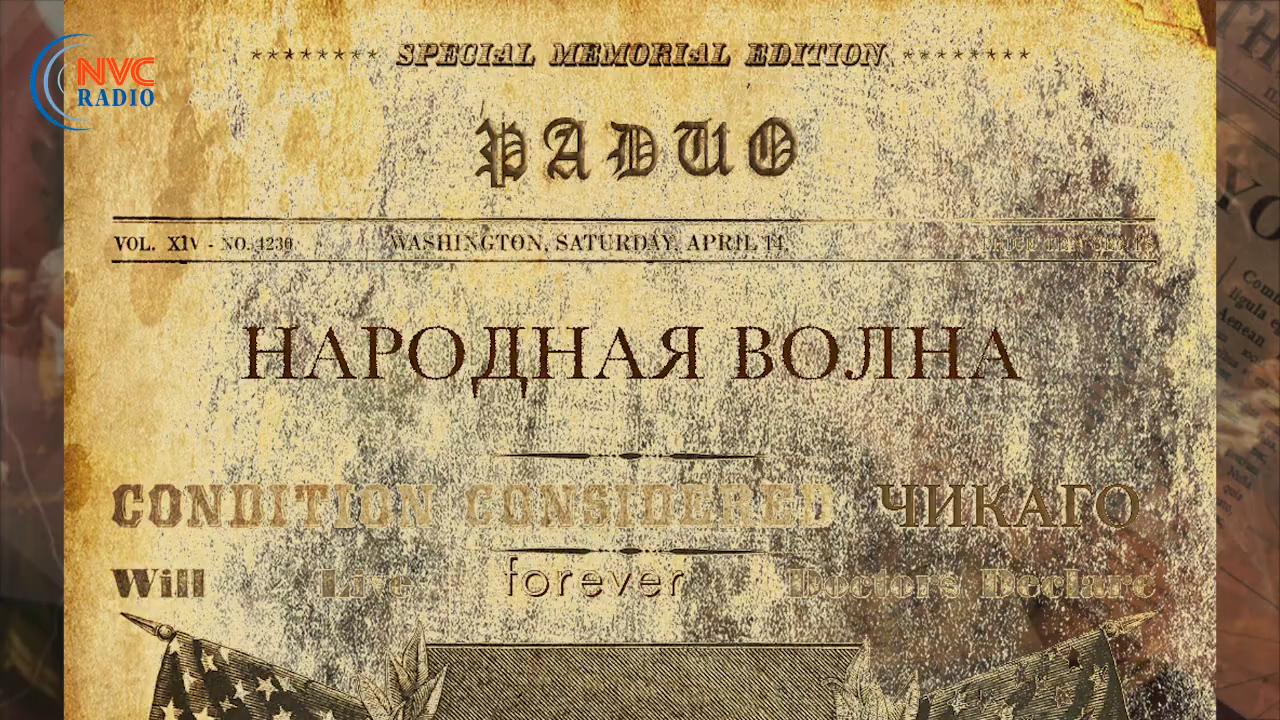 NVC
RADIO
******** SPECIAL MEMORIAL EDITION ********
РАДИО
VOL. XIV - NO. 4230 WASHINGTON, SATURDAY, APRIL 14,
НАРОДНАЯ ВОЛНА
CONDITION CONSIDERED ЧИКАГО
Will Live forever Doctors Declare